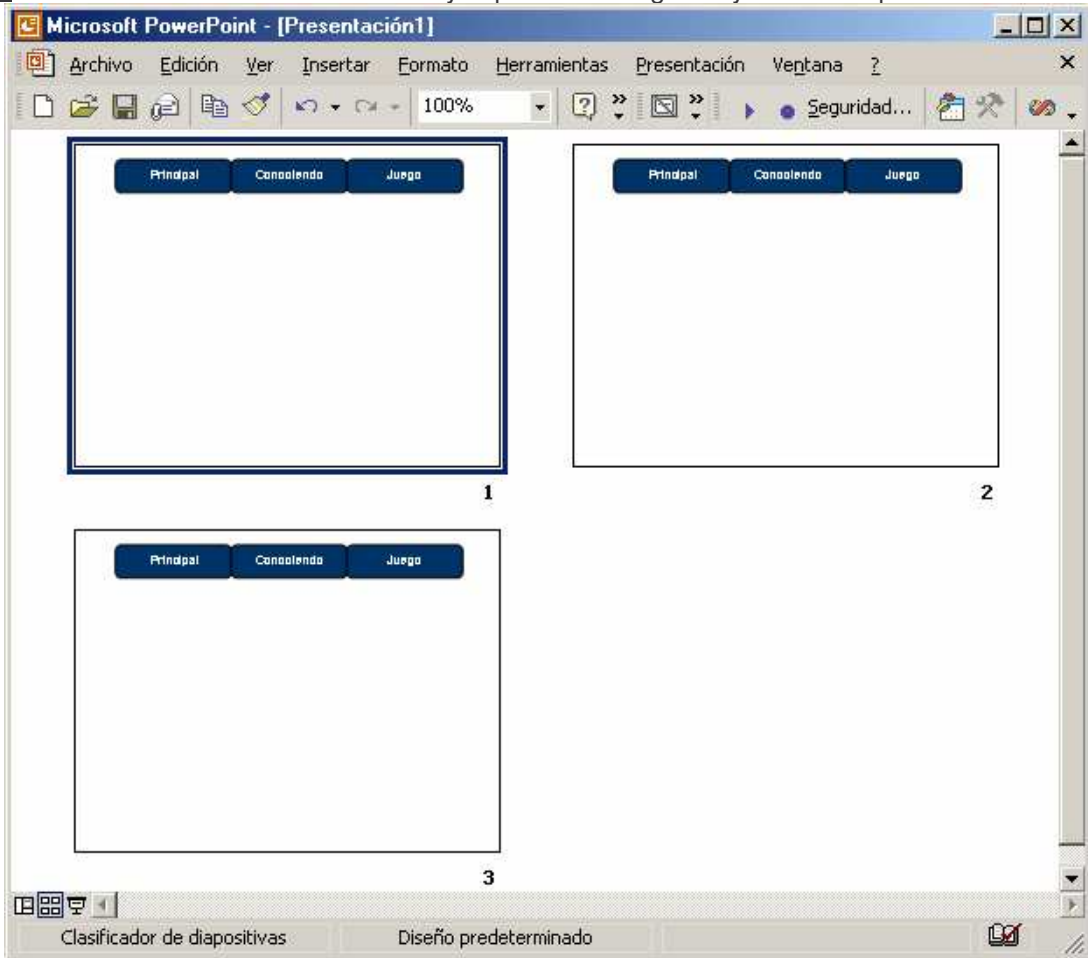 Microsoft PowerPoint - [Presentación1]
Archivo Edición Ver Insertar Formato Herramientas Presentación Ventana ?
100% Seguridad...
Principal Conociendo Juego
Principal Conociendo Juego
1
2
Principal Conociendo Juego
3
Clasificador de diapositivas Diseño predeterminado